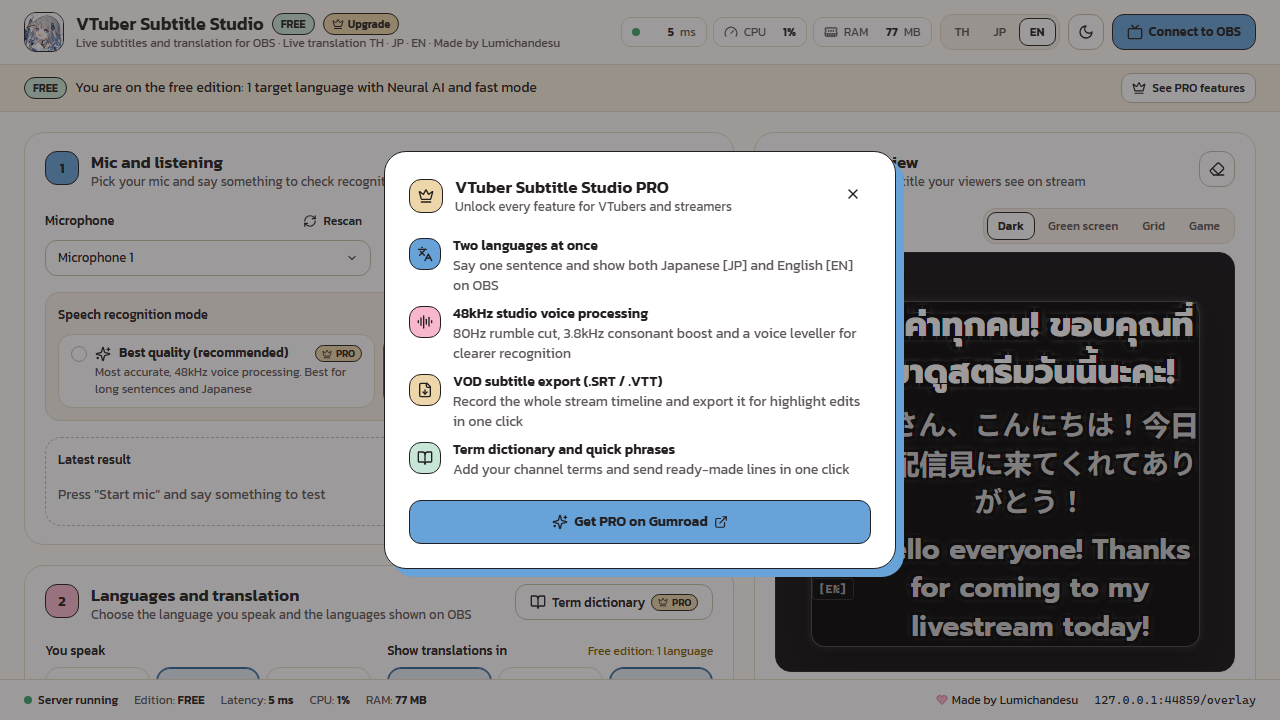 VTuber Subtitle Studio FREE Upgrade
Live subtitles and translation for OBS · Live translation TH · JP · EN · Made by Lumichandesu
5 ms CPU 1% RAM 77 MB TH JP EN Connect to OBS
FREE You are on the free edition: 1 target language with Neural AI and fast mode See PRO features
1 Mic and listening
Pick your mic and say something to check
Microphone Rescan
Microphone 1
Speech recognition mode
Best quality (recommended) PRO
Most accurate, 48kHz voice processing. Best for
long sentences and Japanese
Latest result
Press "Start mic" and say something to test
2 Languages and translation Term dictionary PRO
Choose the language you speak and the languages shown on OBS
You speak Show translations in Free edition: 1 language
VTuber Subtitle Studio PRO
Unlock every feature for VTubers and streamers
Two languages at once
Say one sentence and show both Japanese [JP] and English [EN]
on OBS
48kHz studio voice processing
80Hz rumble cut, 3.8kHz consonant boost and a voice leveller for
clearer recognition
VOD subtitle export (.SRT / .VTT)
Record the whole stream timeline and export it for highlight edits
in one click
Term dictionary and quick phrases
Add your channel terms and send ready-made lines in one click
Get PRO on Gumroad
your viewers see on stream
Dark Green screen Grid Game
ค่ำทุกคน! ขอบคุณที่
มาดูสตรีมวันนี้นะคะ!
さん、こんにちは！今日
配信見に来てくれてあり
がとう！
[EN] everyone! Thanks
for coming to my
livestream today!
Server running Edition: FREE Latency: 5 ms CPU: 1% RAM: 77 MB Made by Lumichandesu 127.0.0.1:44859/overlay